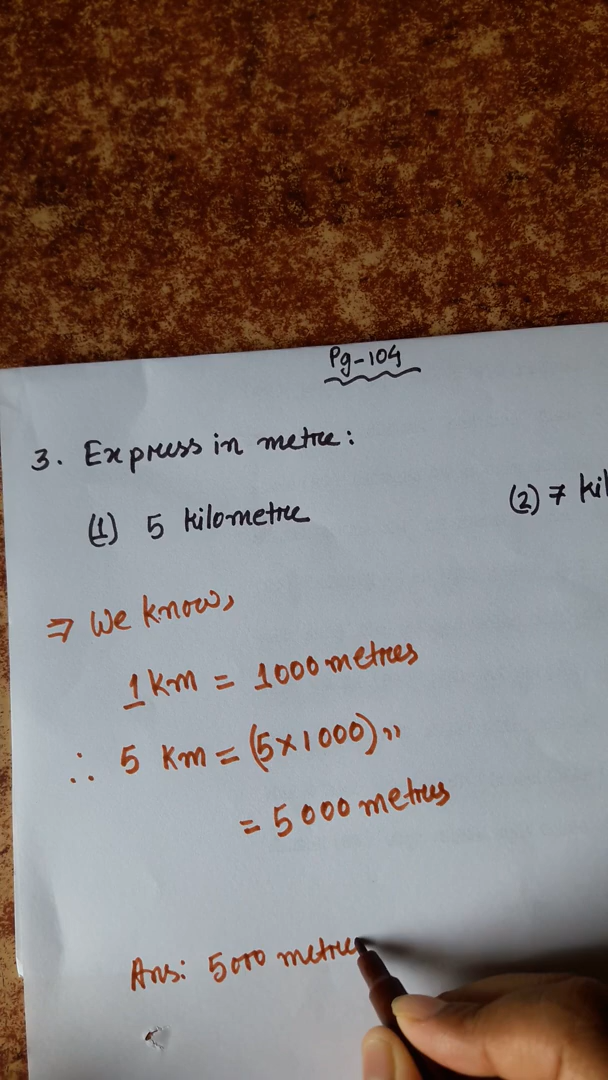 Pg-104
3. Express in metre:
(1) 5 kilometre
(2) 7 kil
⇒ We know,
1 km = 1000 metres
∴ 5 km = (5×1000) ,,
= 5000 metres
Ans: 5000 metre